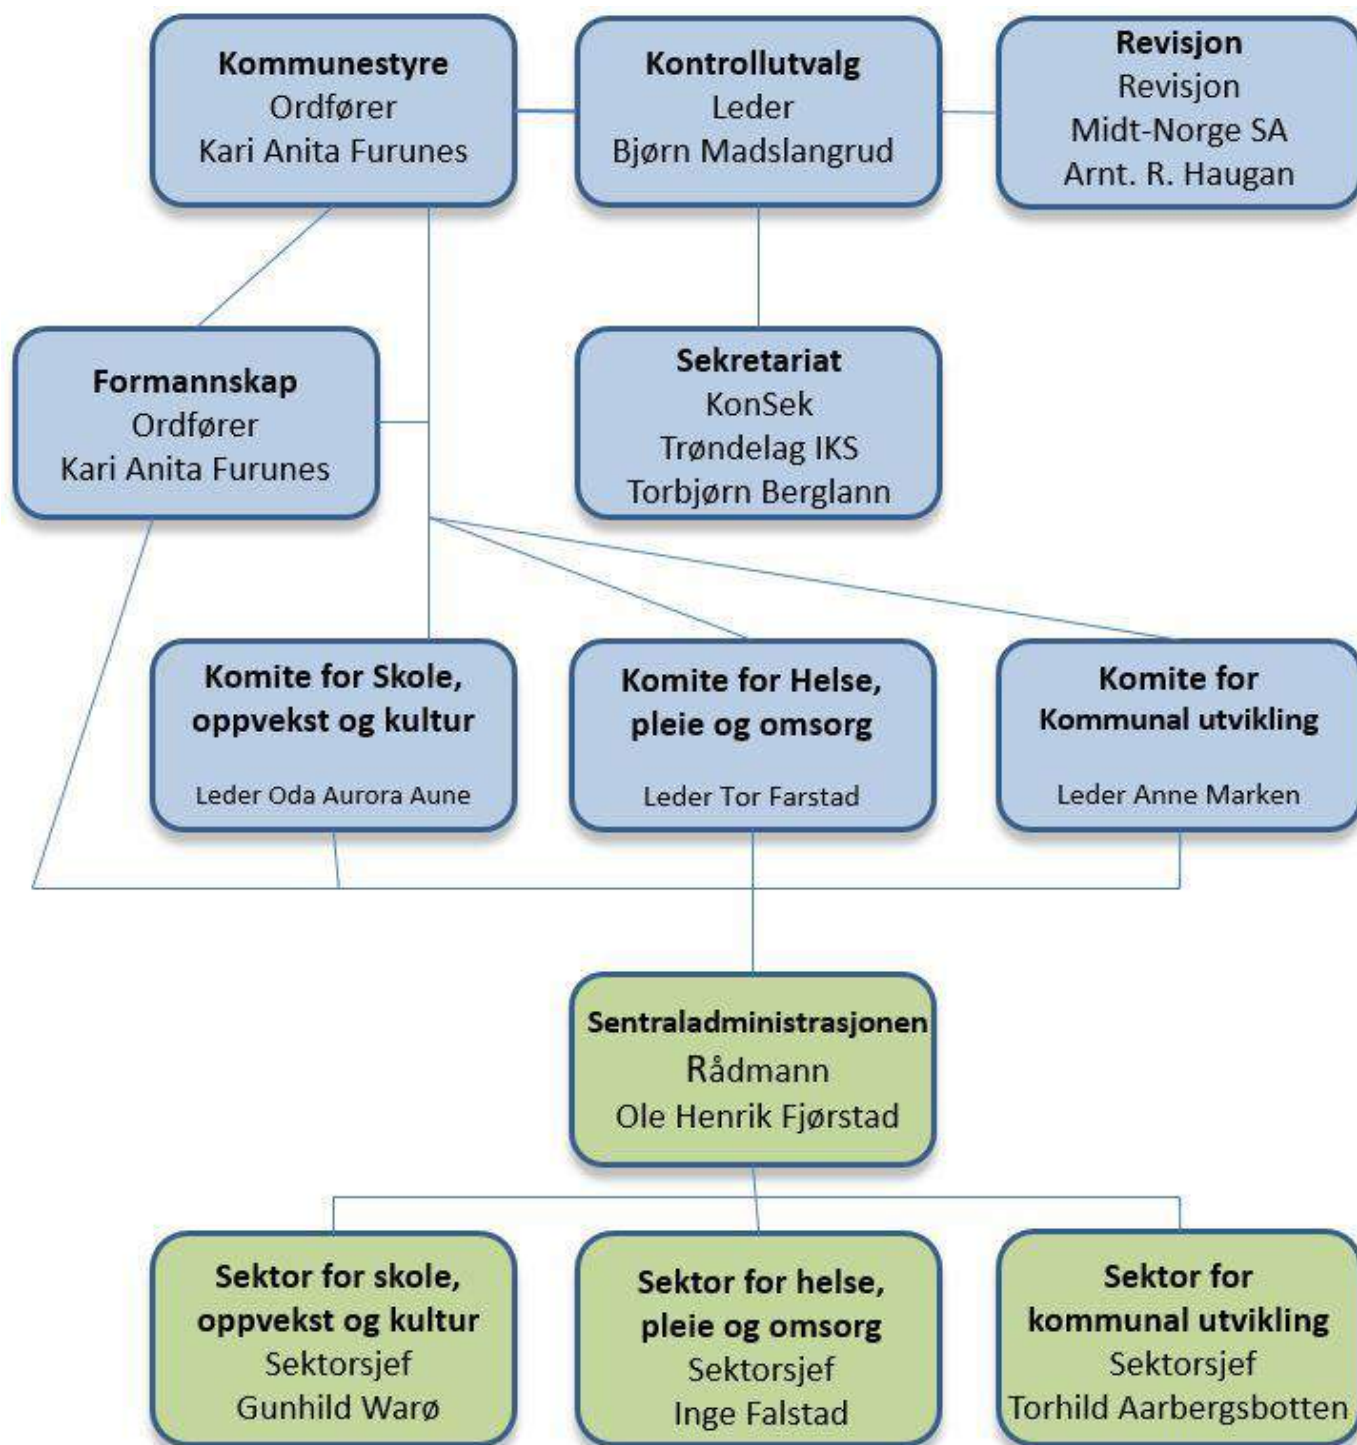 Kommunestyre
Ordfører
Kari Anita Furunes
Kontrollutvalg
Leder
Bjørn Madslangrud
Revisjon
Revisjon
Midt-Norge SA
Arnt. R. Haugan
Formannskap
Ordfører
Kari Anita Furunes
Sekretariat
KonSek
Trøndelag IKS
Torbjørn Berglann
Komite for Skole,
oppvekst og kultur
Leder Oda Aurora Aune
Komite for Helse,
pleie og omsorg
Leder Tor Farstad
Komite for
Kommunal utvikling
Leder Anne Marken
Sentraladministrasjonen
Rådmann
Ole Henrik Fjørstad
Sektor for skole,
oppvekst og kultur
Sektorsjef
Gunhild Warø
Sektor for helse,
pleie og omsorg
Sektorsjef
Inge Falstad
Sektor for
kommunal utvikling
Sektorsjef
Torhild Aarbergsbotten